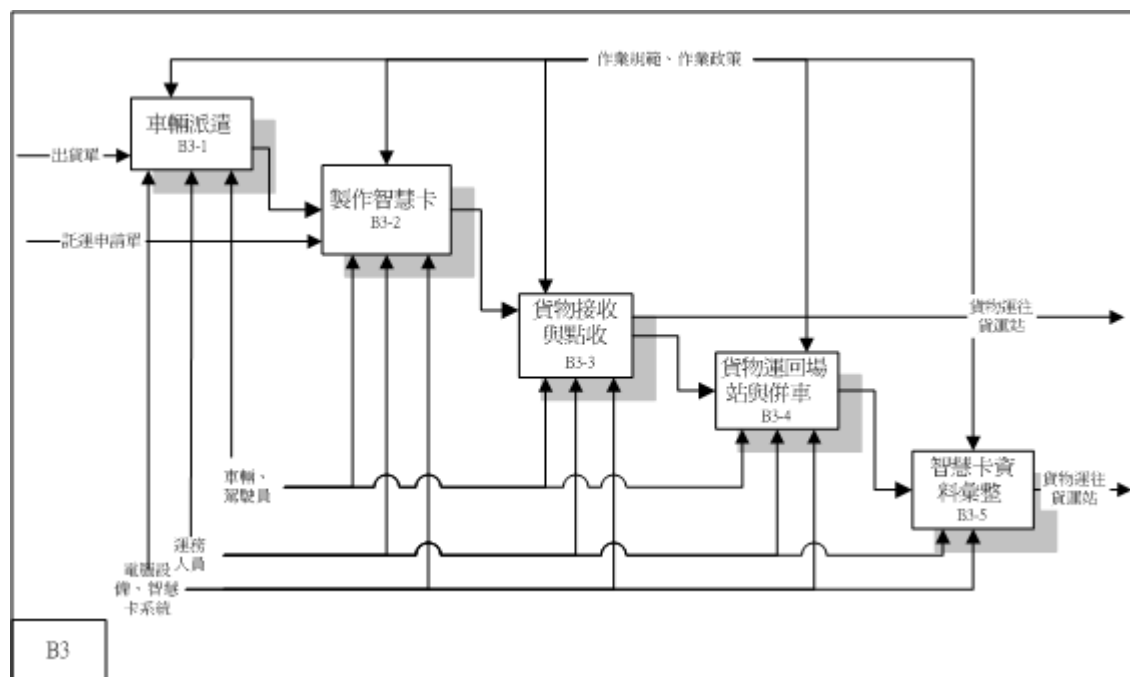 作業規範、作業政策
車輛派遣
B3-1
出貨單
製作智慧卡
B3-2
託運申請單
貨物接收
與點收
B3-3
貨物運往
貨運站
貨物運回場
站與併車
B3-4
車輛、
駕駛員
智慧卡資
料彙整
B3-5
貨物運往
貨運站
運務
人員
電腦設
備、智慧
卡系統
B3